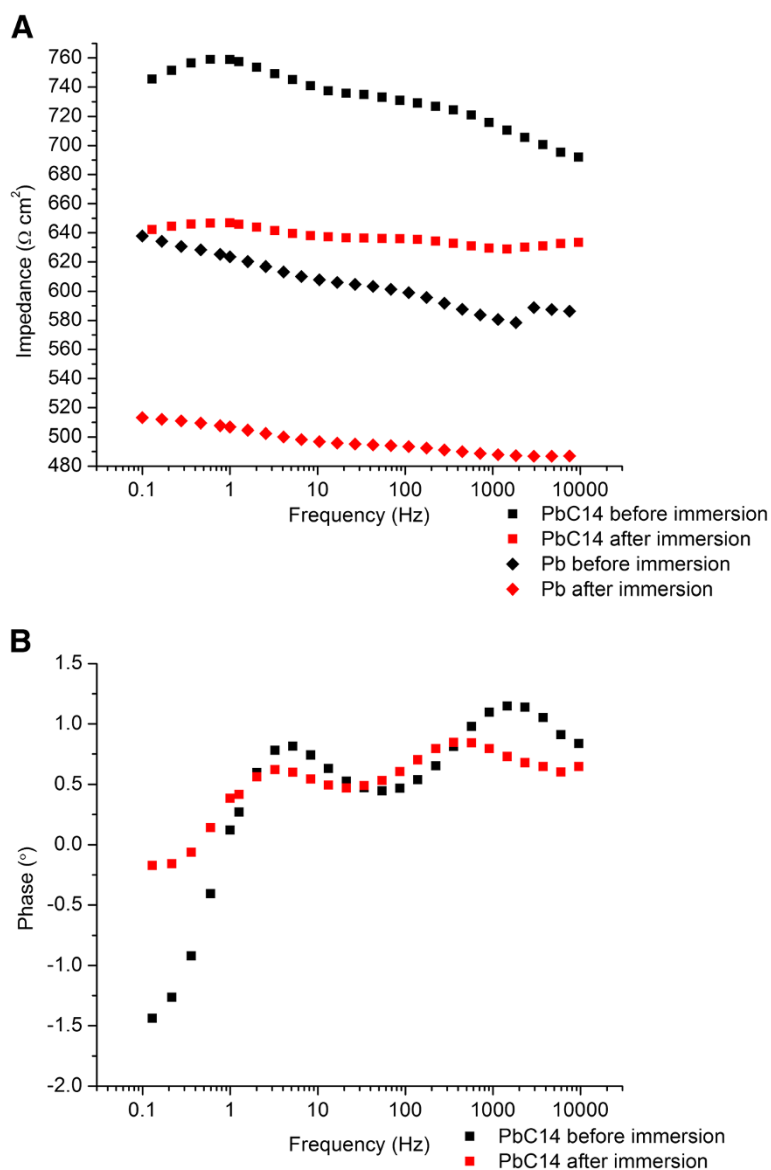 A
760
740
720
700
680
660
640
620
600
580
560
540
520
500
480
Impedance (Ω cm²)
0.1 1 10 100 1000 10000
Frequency (Hz)
PbC14 before immersion
PbC14 after immersion
Pb before immersion
Pb after immersion
B
1.5
1.0
0.5
0.0
-0.5
-1.0
-1.5
-2.0
Phase (°)
0.1 1 10 100 1000 10000
Frequency (Hz)
PbC14 before immersion
PbC14 after immersion